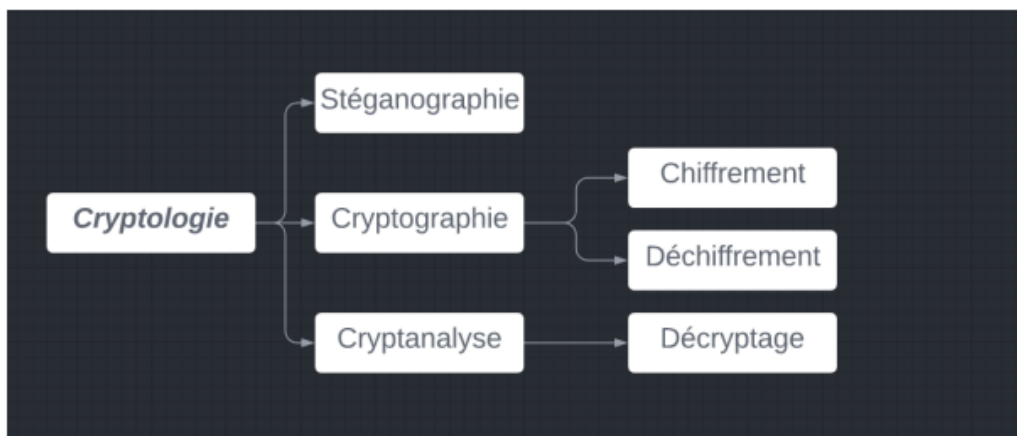 Cryptologie
Stéganographie
Cryptographie
Chiffrement
Déchiffrement
Cryptanalyse
Décryptage